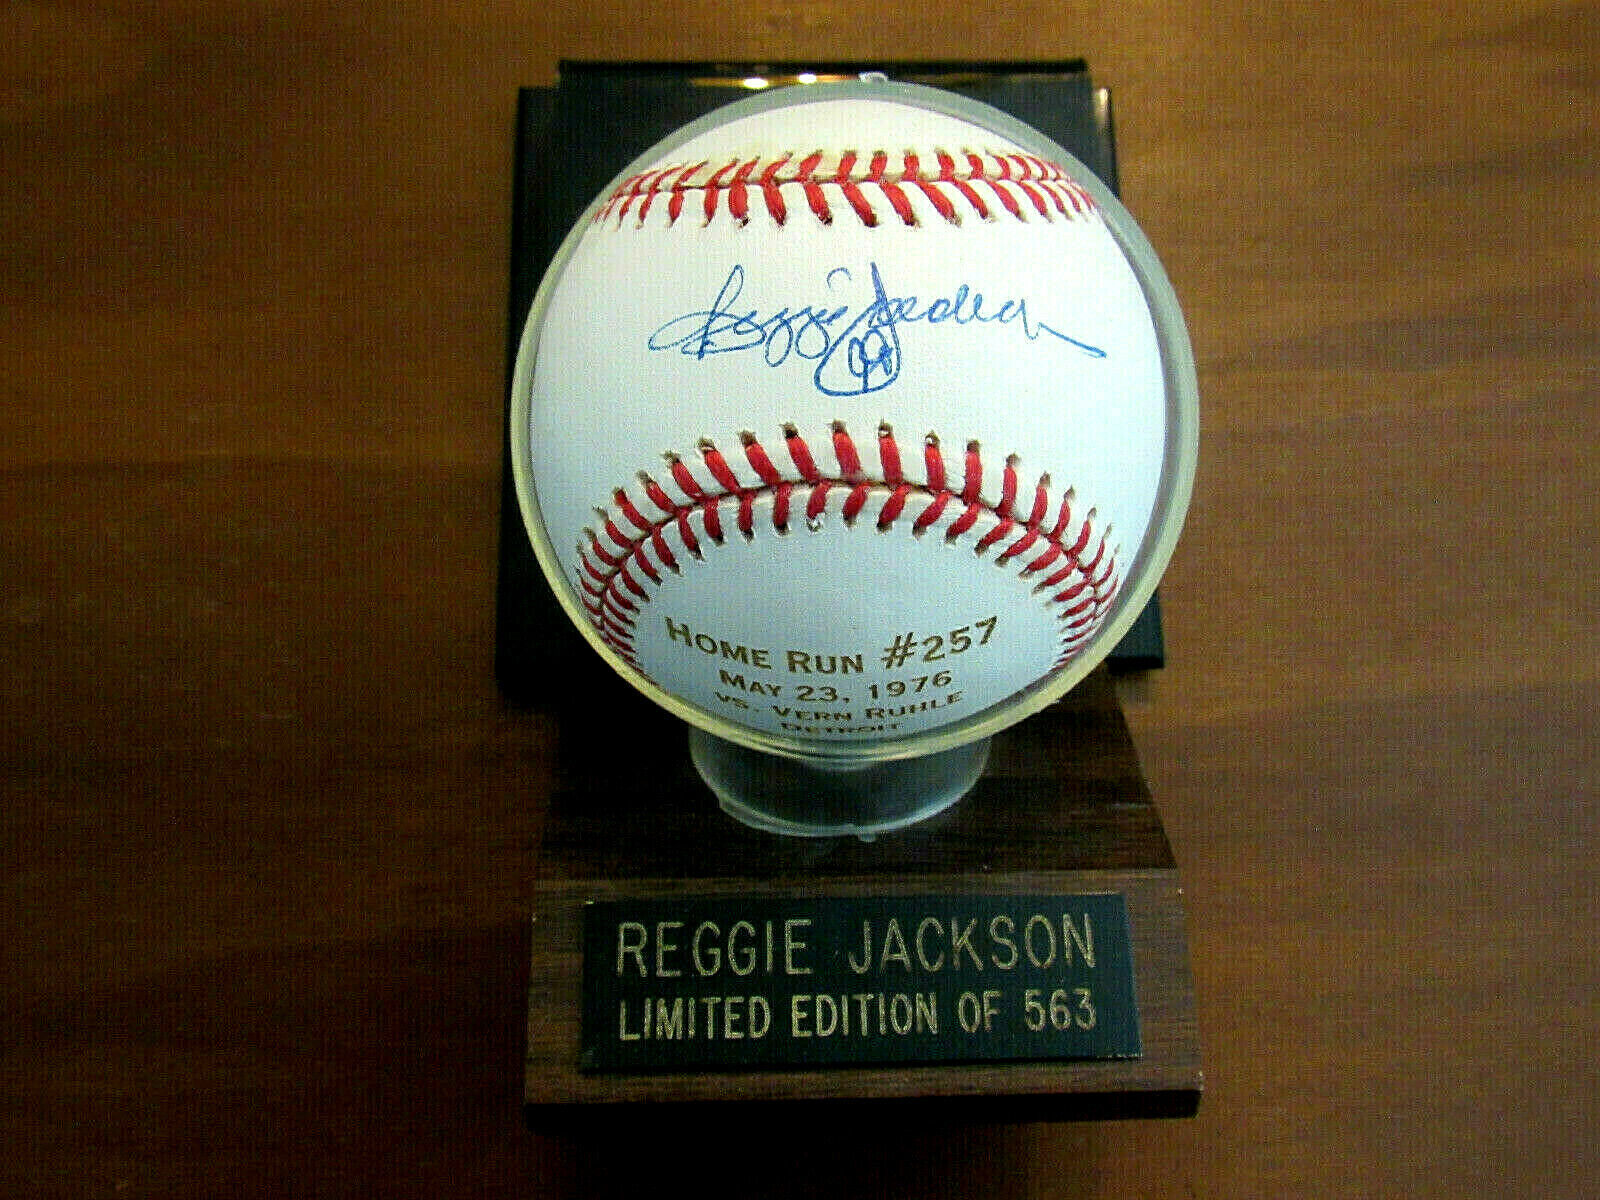 Reggie Jackson
44
HOME RUN #257
MAY 23, 1976
VS. VERN RUHLE
DETROIT
REGGIE JACKSON
LIMITED EDITION OF 563